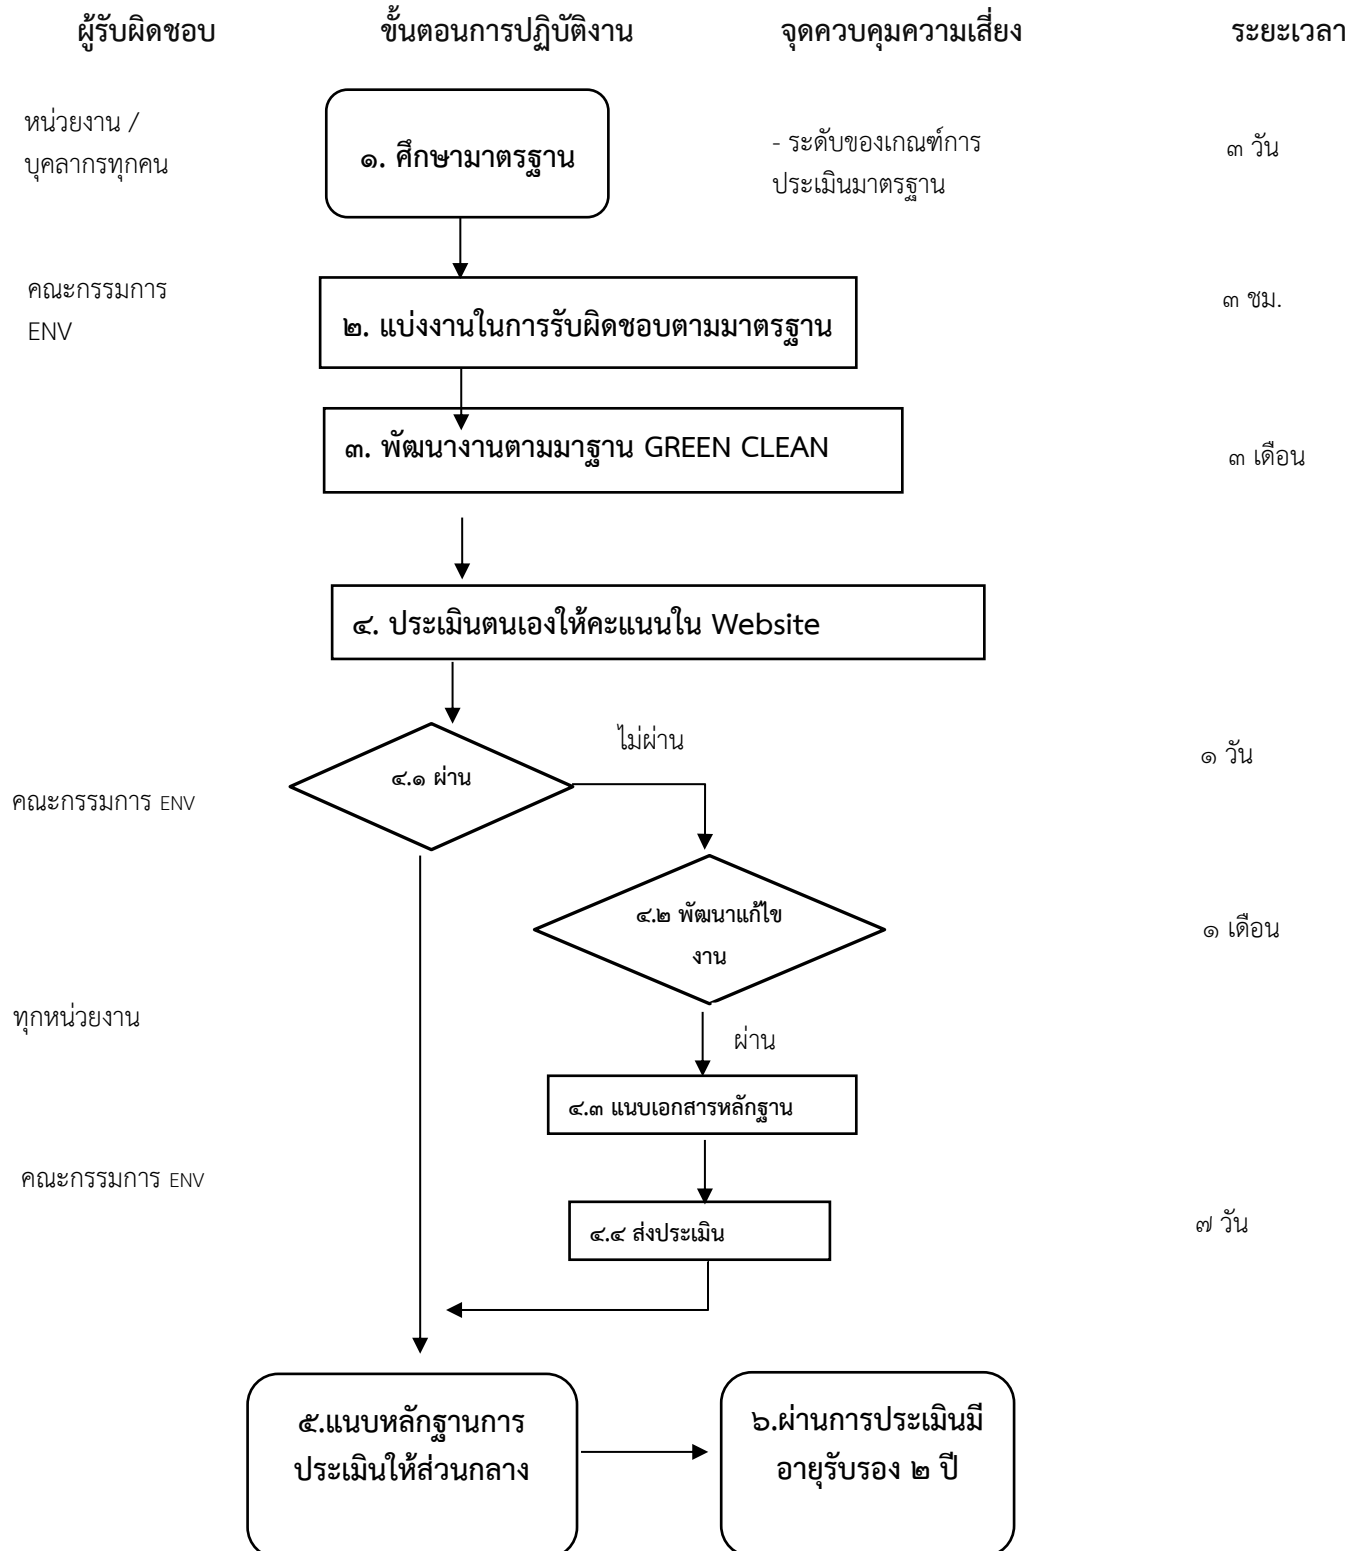 ผู้รับผิดชอบ ขั้นตอนการปฏิบัติงาน จุดควบคุมความเสี่ยง ระยะเวลา
หน่วยงาน /
บุคลากรทุกคน
๑. ศึกษามาตรฐาน
- ระดับของเกณฑ์การ
ประเมินมาตรฐาน
๓ วัน
คณะกรรมการ
ENV
๒. แบ่งงานในการรับผิดชอบตามมาตรฐาน
๓ ชม.
๓. พัฒนางานตามมาฐาน GREEN CLEAN
๓ เดือน
๔. ประเมินตนเองให้คะแนนใน Website
๔.๑ ผ่าน
ไม่ผ่าน
๑ วัน
คณะกรรมการ ENV
๔.๒ พัฒนาแก้ไข
งาน
๑ เดือน
ทุกหน่วยงาน
ผ่าน
๔.๓ แนบเอกสารหลักฐาน
คณะกรรมการ ENV
๔.๔ ส่งประเมิน
๗ วัน
๕.แนบหลักฐานการ
ประเมินให้ส่วนกลาง
๖.ผ่านการประเมินมี
อายุรับรอง ๒ ปี